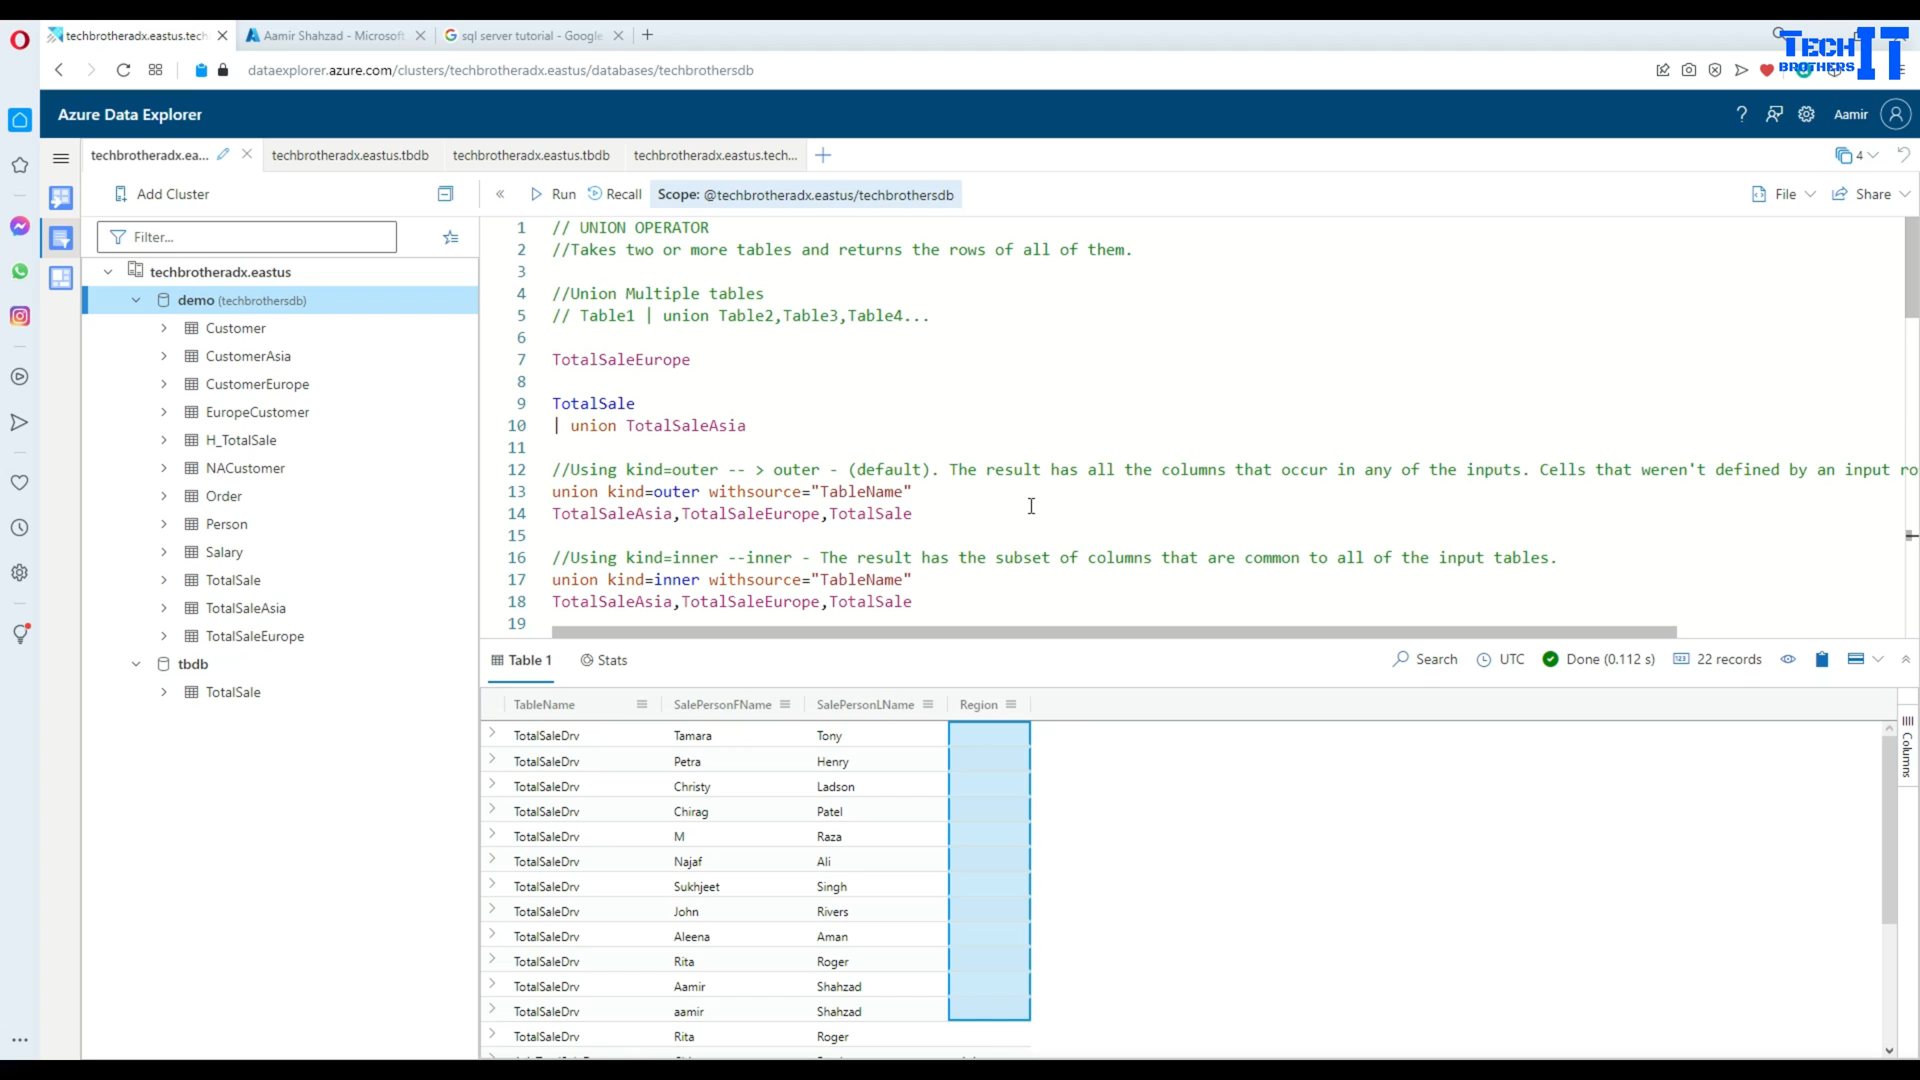 techbrotheradx.eastus.tech
Aamir Shahzad - Microsoft
sql server tutorial - Google
TECH IT
BROTHERS
dataexplorer.azure.com/clusters/techbrotheradx.eastus/databases/techbrothersdb
Azure Data Explorer
Aamir
techbrotheradx.ea...
techbrotheradx.eastus.tbdb
techbrotheradx.eastus.tbdb
techbrotheradx.eastus.tech...
4
Add Cluster
Run
Recall
Scope: @techbrotheradx.eastus/techbrothersdb
File
Share
Filter...
techbrotheradx.eastus
demo (techbrothersdb)
Customer
CustomerAsia
CustomerEurope
EuropeCustomer
H_TotalSale
NACustomer
Order
Person
Salary
TotalSale
TotalSaleAsia
TotalSaleEurope
tbdb
TotalSale
1 // UNION OPERATOR
2 //Takes two or more tables and returns the rows of all of them.
3
4 //Union Multiple tables
5 // Table1 | union Table2,Table3,Table4...
6
7 TotalSaleEurope
8
9 TotalSale
10 | union TotalSaleAsia
11
12 //Using kind=outer -- > outer - (default). The result has all the columns that occur in any of the inputs. Cells that weren't defined by an input ro
13 union kind=outer withsource="TableName"
14 TotalSaleAsia,TotalSaleEurope,TotalSale
15
16 //Using kind=inner --inner - The result has the subset of columns that are common to all of the input tables.
17 union kind=inner withsource="TableName"
18 TotalSaleAsia,TotalSaleEurope,TotalSale
19
Table 1
Stats
Search
UTC
Done (0.112 s)
22 records
TableName SalePersonFName SalePersonLName Region
TotalSaleDrv Tamara Tony
TotalSaleDrv Petra Henry
TotalSaleDrv Christy Ladson
TotalSaleDrv Chirag Patel
TotalSaleDrv M Raza
TotalSaleDrv Najaf Ali
TotalSaleDrv Sukhjeet Singh
TotalSaleDrv John Rivers
TotalSaleDrv Aleena Aman
TotalSaleDrv Rita Roger
TotalSaleDrv Aamir Shahzad
TotalSaleDrv aamir Shahzad
TotalSaleDrv Rita Roger
Columns